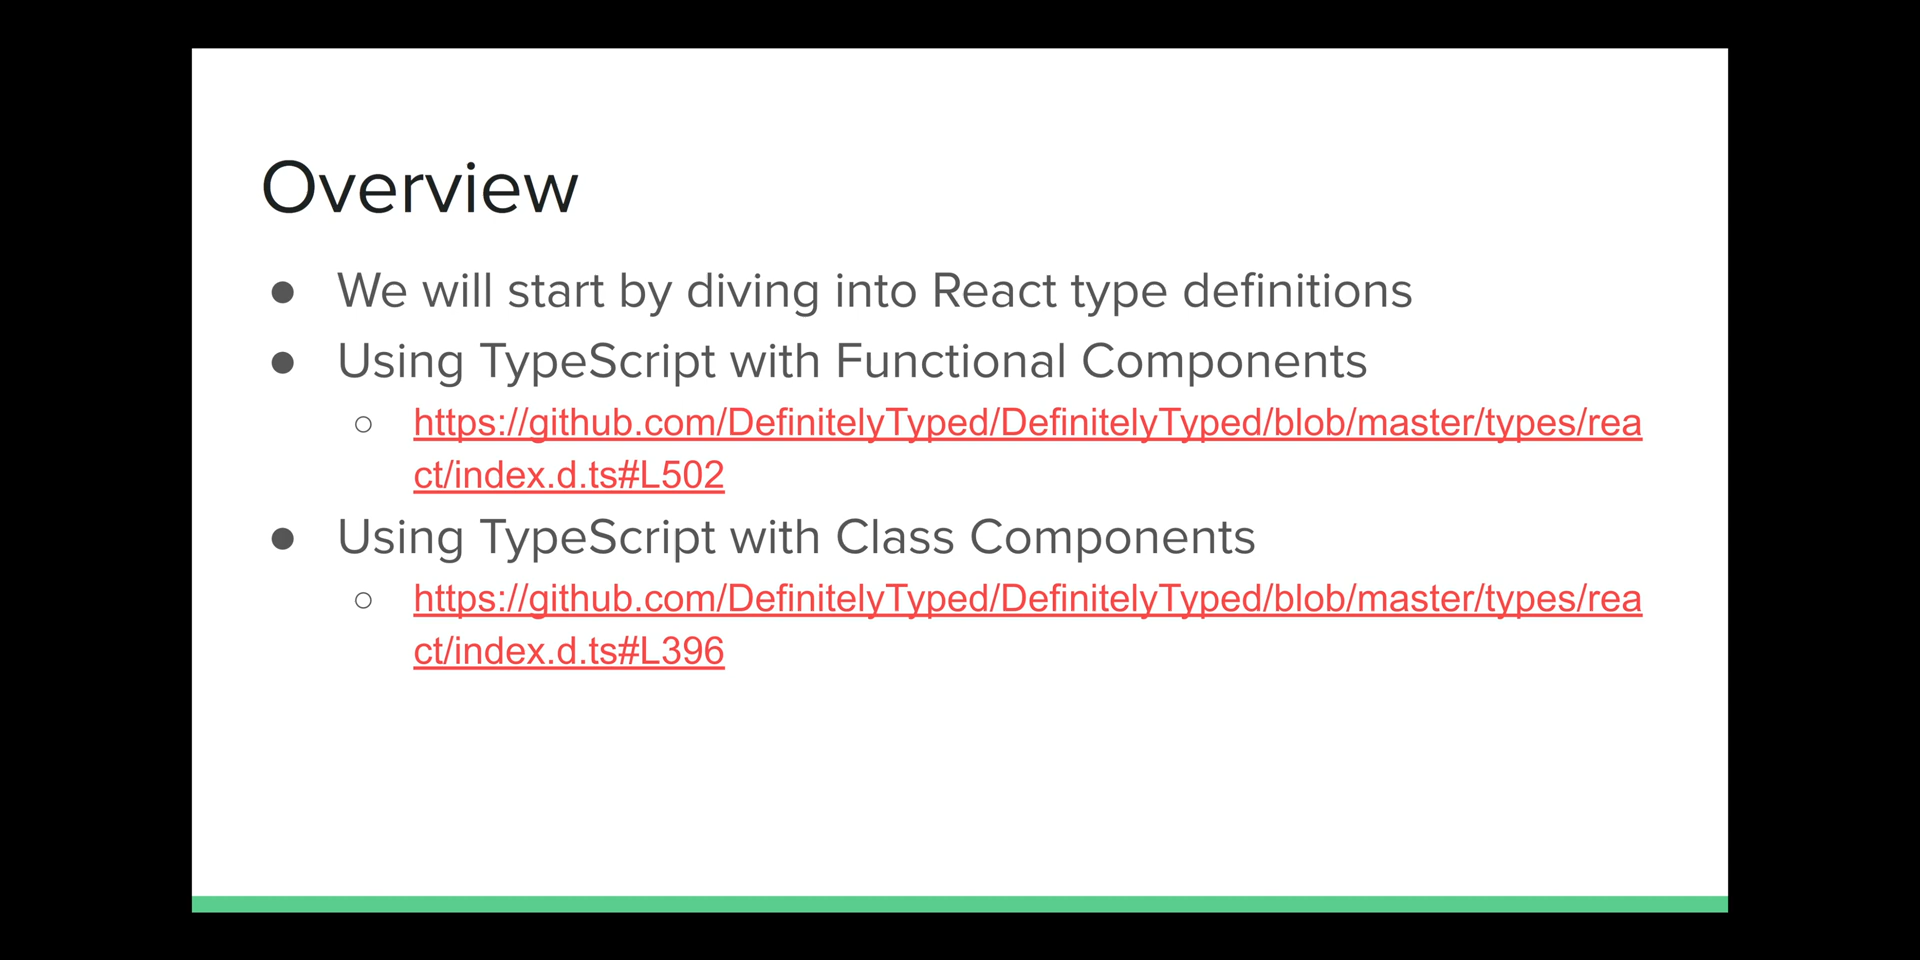 Overview
● We will start by diving into React type definitions
● Using TypeScript with Functional Components
○ https://github.com/DefinitelyTyped/DefinitelyTyped/blob/master/types/rea
ct/index.d.ts#L502
● Using TypeScript with Class Components
○ https://github.com/DefinitelyTyped/DefinitelyTyped/blob/master/types/rea
ct/index.d.ts#L396